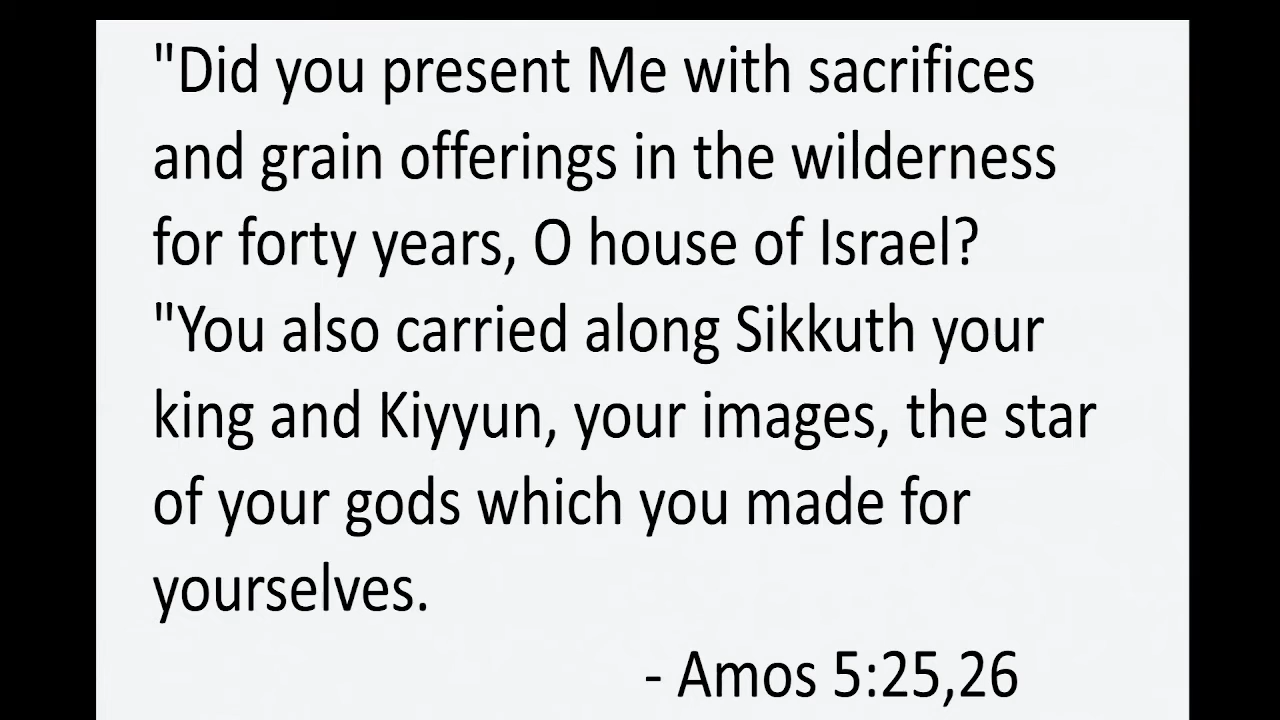 "Did you present Me with sacrifices
and grain offerings in the wilderness
for forty years, O house of Israel?
"You also carried along Sikkuth your
king and Kiyyun, your images, the star
of your gods which you made for
yourselves.
- Amos 5:25,26